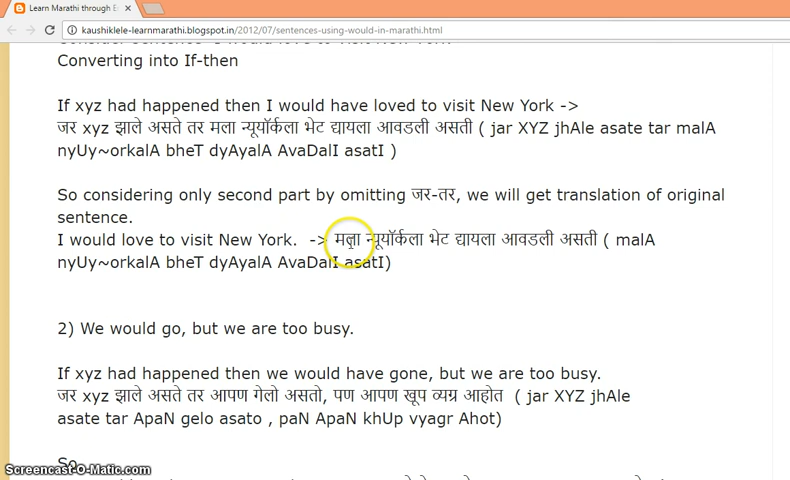 Learn Marathi through E
kaushiklele-learnmarathi.blogspot.in/2012/07/sentences-using-would-in-marathi.html
Converting into If-then
If xyz had happened then I would have loved to visit New York ->
जर xyz झाले असते तर मला न्यूयॉर्कला भेट द्यायला आवडली असती ( jar XYZ jhAle asate tar malA
nyUy~orkalA bheT dyAyalA AvaDalI asatI )
So considering only second part by omitting जर-तर, we will get translation of original
sentence.
I would love to visit New York. -> मला न्यूयॉर्कला भेट द्यायला आवडली असती ( malA
nyUy~orkalA bheT dyAyalA AvaDalI asatI)
2) We would go, but we are too busy.
If xyz had happened then we would have gone, but we are too busy.
जर xyz झाले असते तर आपण गेलो असतो, पण आपण खूप व्यग्र आहोत ( jar XYZ jhAle
asate tar ApaN gelo asato , paN ApaN khUp vyagr Ahot)
So
Screencast-O-Matic.com